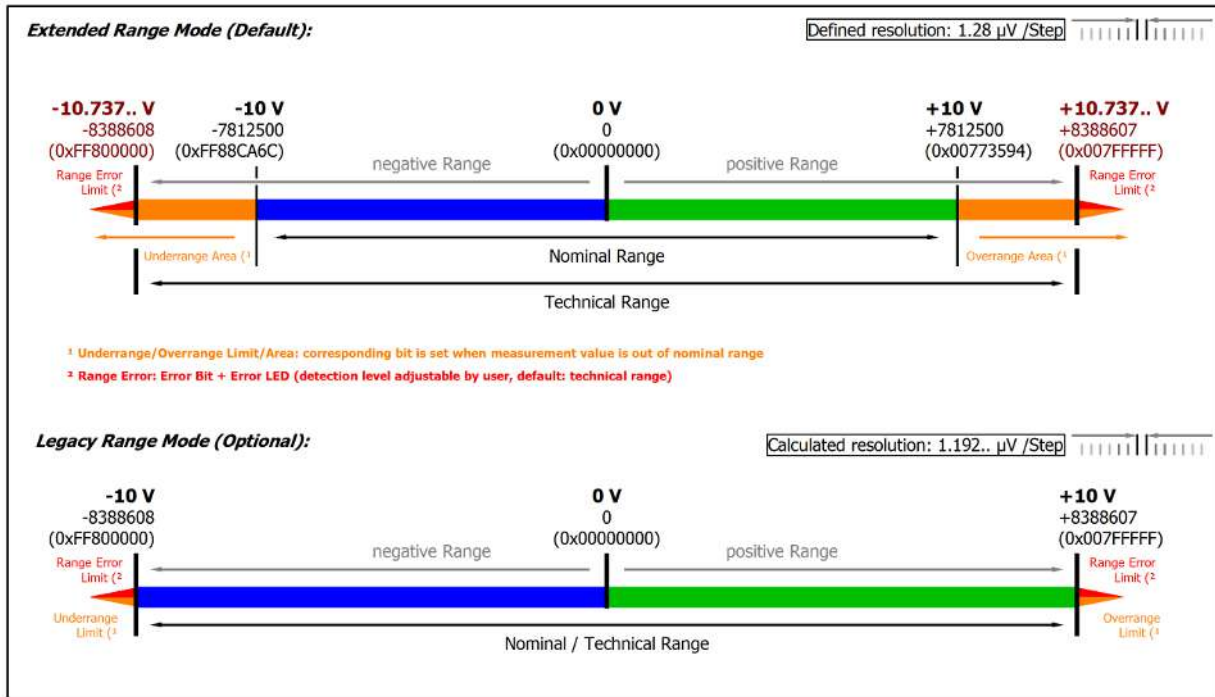 Extended Range Mode (Default):
Defined resolution: 1.28 µV /Step
-10.737.. V
-10 V
0 V
+10 V
+10.737.. V
-8388608
-7812500
0
+7812500
+8388607
(0xFF800000)
(0xFF88CA6C)
(0x00000000)
(0x00773594)
(0x007FFFFF)
negative Range
positive Range
Range Error
Limit (²
Range Error
Limit (²
Underrange Area (¹
Nominal Range
Overrange Area (¹
Technical Range
¹ Underrange/Overrange Limit/Area: corresponding bit is set when measurement value is out of nominal range
² Range Error: Error Bit + Error LED (detection level adjustable by user, default: technical range)
Legacy Range Mode (Optional):
Calculated resolution: 1.192.. µV /Step
-10 V
0 V
+10 V
-8388608
0
+8388607
(0xFF800000)
(0x00000000)
(0x007FFFFF)
negative Range
positive Range
Range Error
Limit (²
Range Error
Limit (²
Underrange
Limit (¹
Overrange
Limit (¹
Nominal / Technical Range